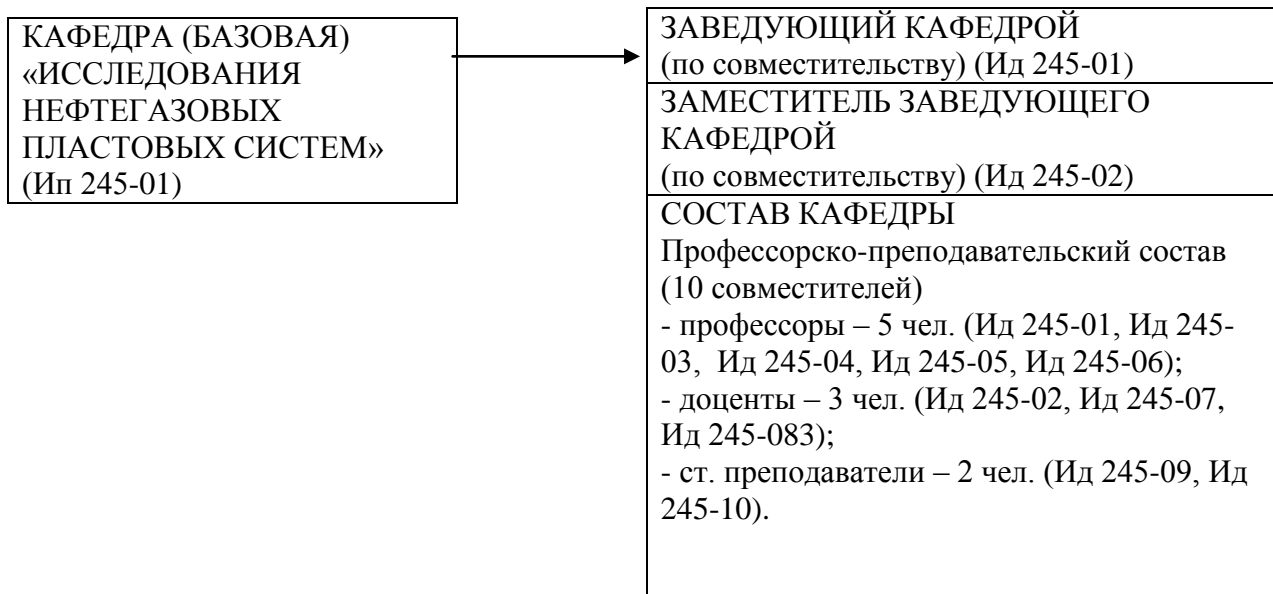 КАФЕДРА (БАЗОВАЯ)
«ИССЛЕДОВАНИЯ
НЕФТЕГАЗОВЫХ
ПЛАСТОВЫХ СИСТЕМ»
(Ип 245-01)
ЗАВЕДУЮЩИЙ КАФЕДРОЙ
(по совместительству) (Ид 245-01)
ЗАМЕСТИТЕЛЬ ЗАВЕДУЮЩЕГО
КАФЕДРОЙ
(по совместительству) (Ид 245-02)
СОСТАВ КАФЕДРЫ
Профессорско-преподавательский состав
(10 совместителей)
- профессоры – 5 чел. (Ид 245-01, Ид 245-
03, Ид 245-04, Ид 245-05, Ид 245-06);
- доценты – 3 чел. (Ид 245-02, Ид 245-07,
Ид 245-083);
- ст. преподаватели – 2 чел. (Ид 245-09, Ид
245-10).